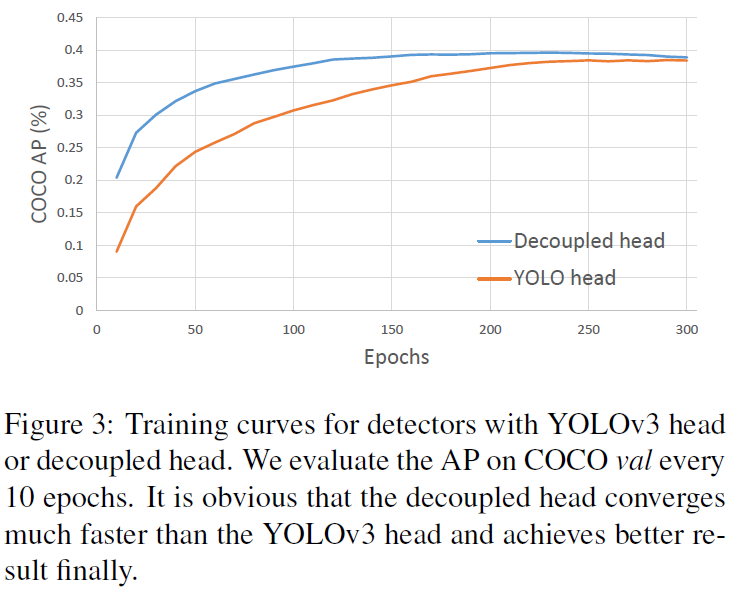 0.45
0.4
0.35
0.3
0.25
0.2
0.15
0.1
0.05
0
COCO AP (%)
Decoupled head
YOLO head
0 50 100 150 200 250 300
Epochs
Figure 3: Training curves for detectors with YOLOv3 head
or decoupled head. We evaluate the AP on COCO val every
10 epochs. It is obvious that the decoupled head converges
much faster than the YOLOv3 head and achieves better re-
sult finally.